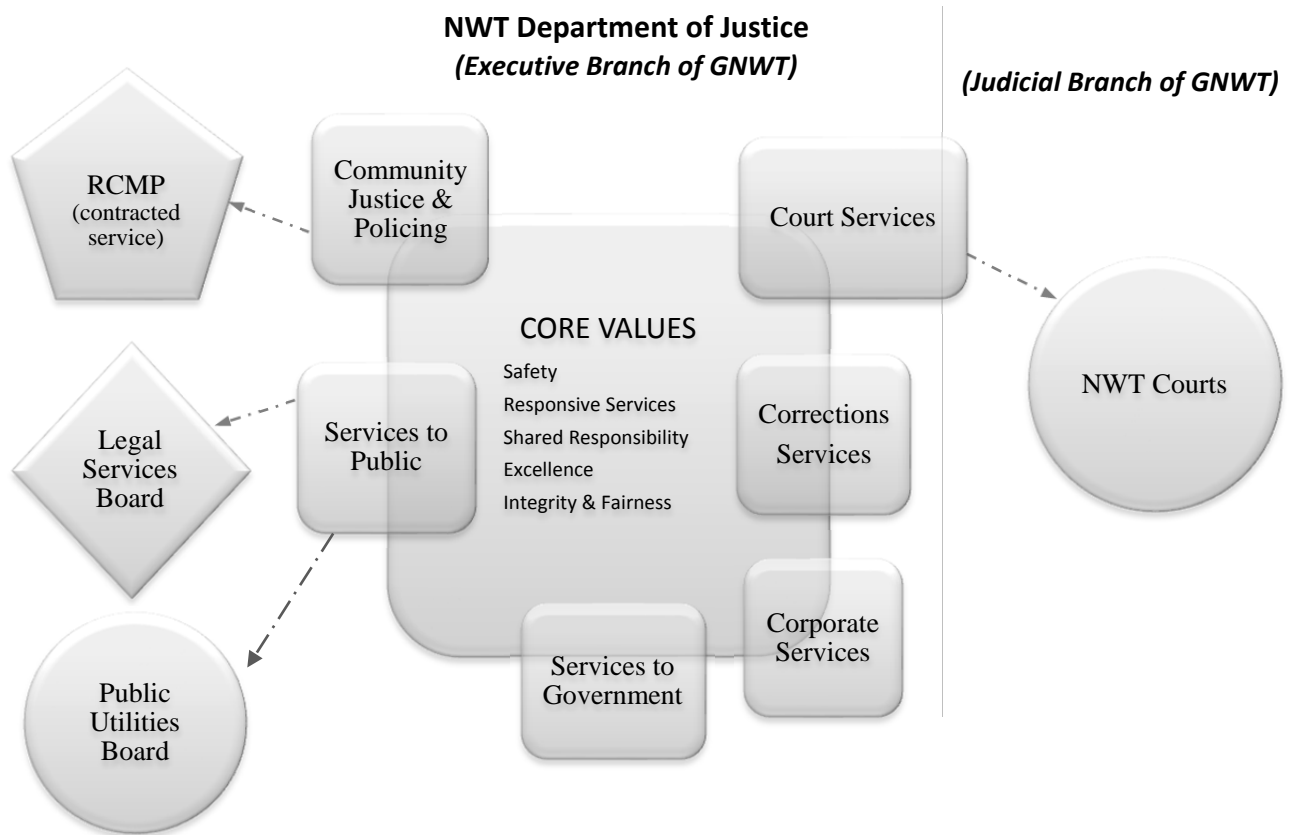 NWT Department of Justice
(Executive Branch of GNWT)
(Judicial Branch of GNWT)
RCMP
(contracted
service)
Community
Justice &
Policing
Court Services
CORE VALUES
Safety
Responsive Services
Shared Responsibility
Excellence
Integrity & Fairness
NWT Courts
Legal
Services
Board
Services to
Public
Corrections
Services
Public
Utilities
Board
Services to
Government
Corporate
Services